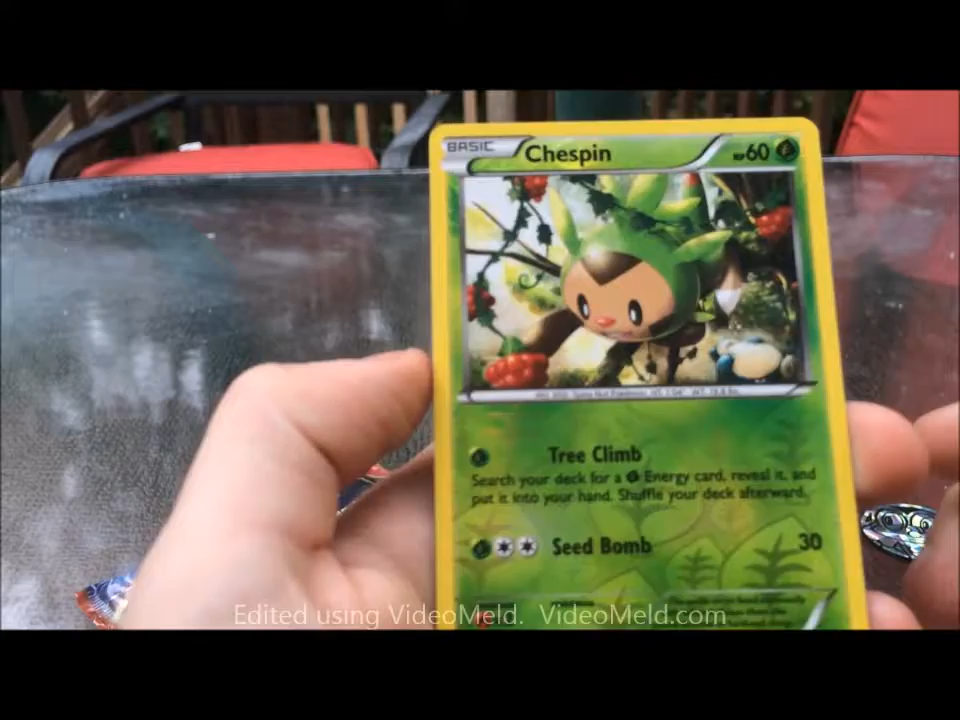 BASIC Chespin HP60
Tree Climb
Search your deck for a Energy card, reveal it, and
put it into your hand. Shuffle your deck afterward.
Seed Bomb 30
Edited using VideoMeld. VideoMeld.com